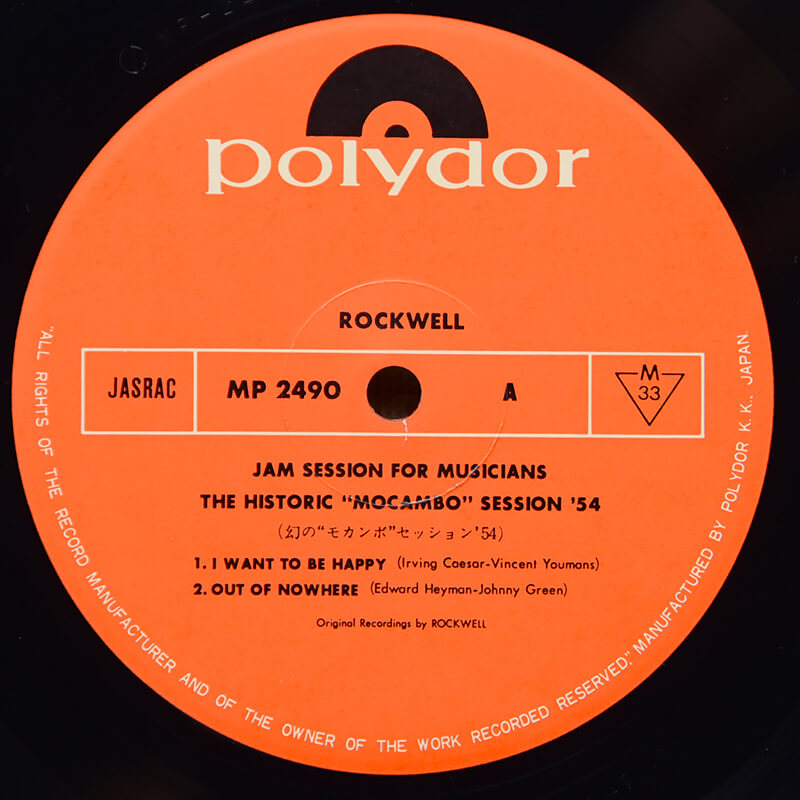 polydor
ROCKWELL
JASRAC
MP 2490
A
M
33
JAM SESSION FOR MUSICIANS
THE HISTORIC “MOCAMBO” SESSION '54
(幻の“モカンボ”セッション'54)
1. I WANT TO BE HAPPY (Irving Caesar-Vincent Youmans)
2. OUT OF NOWHERE (Edward Heyman-Johnny Green)
Original Recordings by ROCKWELL
“ALL RIGHTS OF THE RECORD MANUFACTURER AND OF THE OWNER OF THE WORK RECORDED RESERVED;” MANUFACTURED BY POLYDOR K. K., JAPAN.